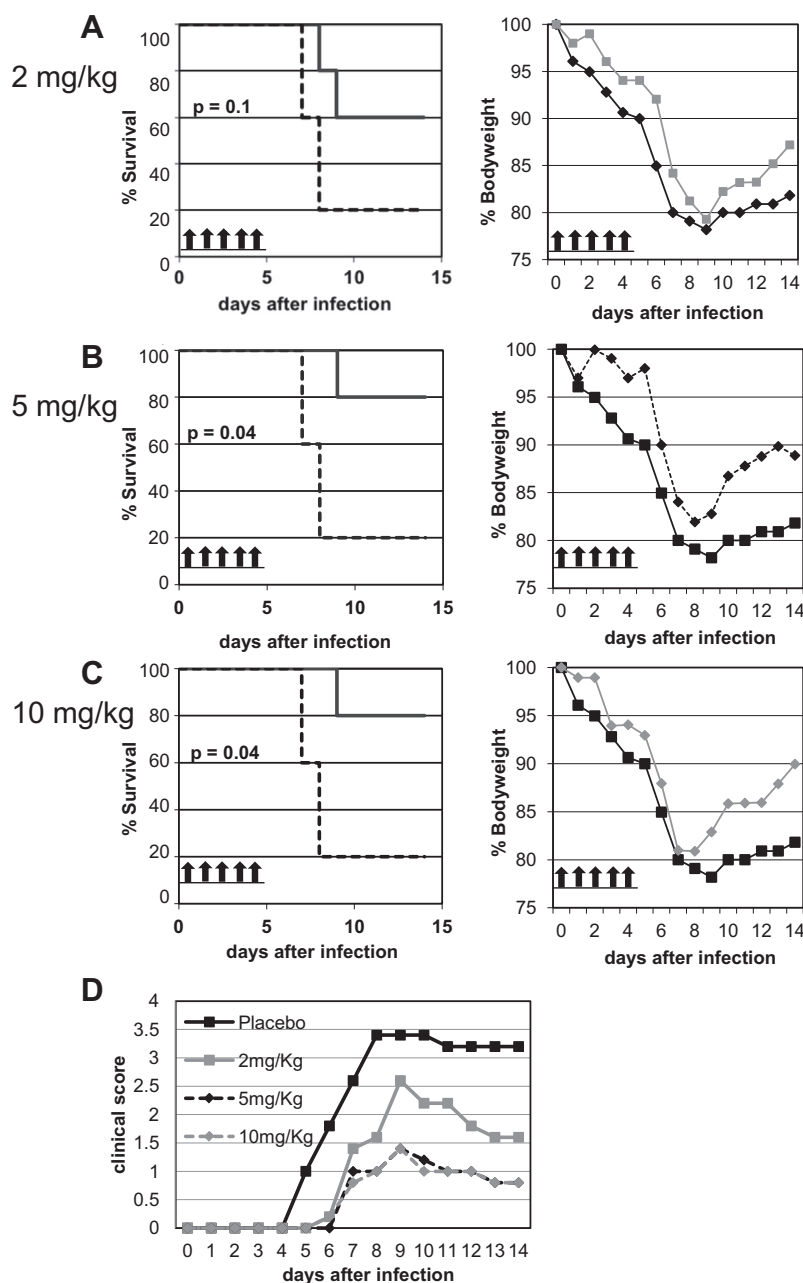 A
2 mg/kg
100
80
60
40
20
0
% Survival
p = 0.1
0 5 10 15
days after infection
100
95
90
85
80
75
% Bodyweight
0 2 4 6 8 10 12 14
days after infection
B
5 mg/kg
100
80
60
40
20
0
% Survival
p = 0.04
0 5 10 15
days after infection
100
95
90
85
80
75
% Bodyweight
0 2 4 6 8 10 12 14
days after infection
C
10 mg/kg
100
80
60
40
20
0
% Survival
p = 0.04
0 5 10 15
days after infection
100
95
90
85
80
75
% Bodyweight
0 2 4 6 8 10 12 14
days after infection
D
4
3.5
3
2.5
2
1.5
1
0.5
0
clinical score
Placebo
2mg/Kg
5mg/Kg
10mg/Kg
0 1 2 3 4 5 6 7 8 9 10 11 12 13 14
days after infection